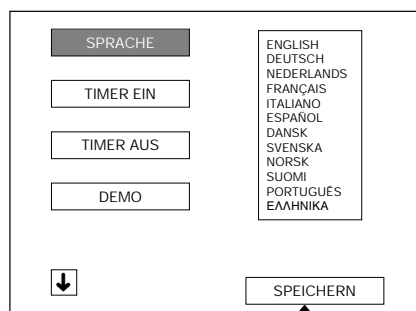 SPRACHE
TIMER EIN
TIMER AUS
DEMO
ENGLISH
DEUTSCH
NEDERLANDS
FRANÇAIS
ITALIANO
ESPAÑOL
DANSK
SVENSKA
NORSK
SUOMI
PORTUGUÊS
ΕΛΛΗΝΙΚΑ
SPEICHERN